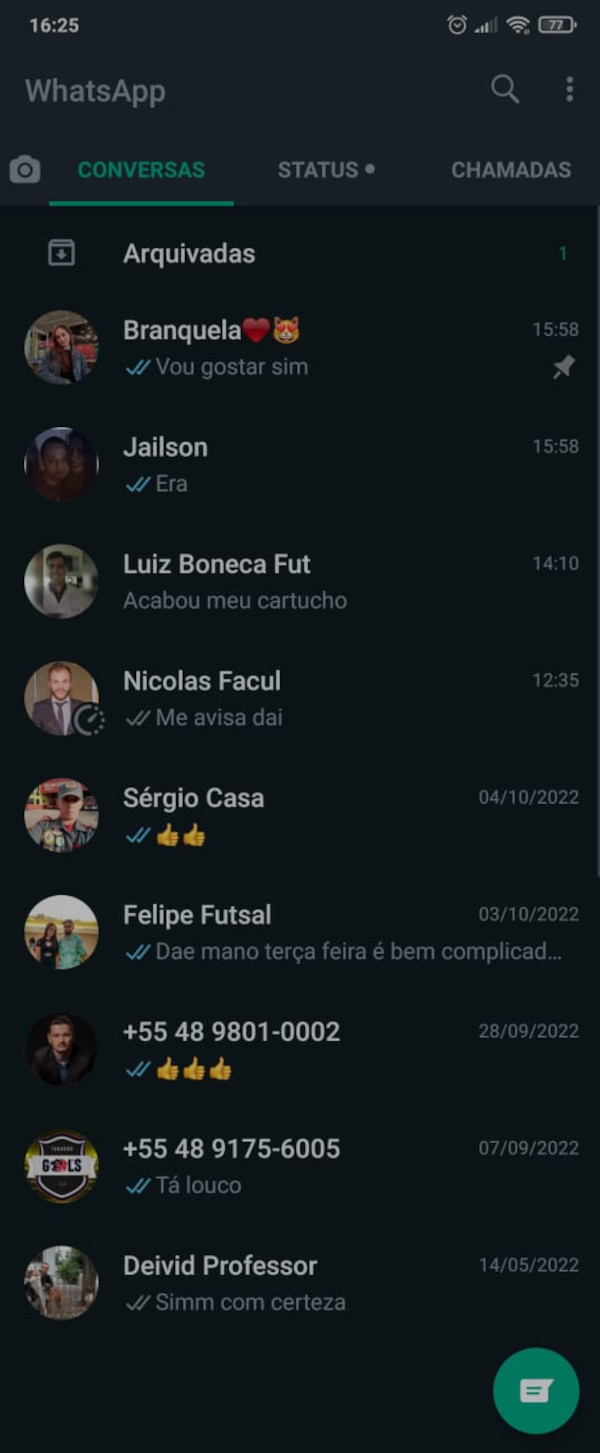 16:25
77
WhatsApp
CONVERSAS STATUS • CHAMADAS
Arquivadas 1
Branquela❤️😻 15:58
Vou gostar sim
Jailson 15:58
Era
Luiz Boneca Fut 14:10
Acabou meu cartucho
Nicolas Facul 12:35
Me avisa dai
Sérgio Casa 04/10/2022
👍👍
Felipe Futsal 03/10/2022
Dae mano terça feira é bem complicad...
+55 48 9801-0002 28/09/2022
👍👍👍
GOLS
+55 48 9175-6005 07/09/2022
Tá louco
Deivid Professor 14/05/2022
Simm com certeza